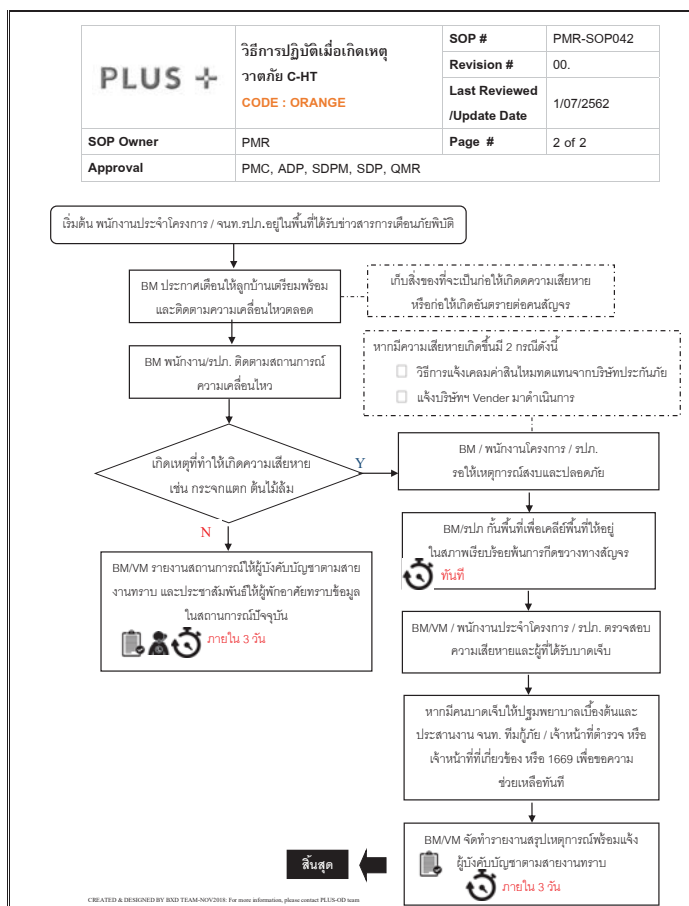 PLUS +
วิธีการปฏิบัติเมื่อเกิดเหตุ
วาตภัย C-HT
CODE : ORANGE
SOP #
PMR-SOP042
Revision #
00.
Last Reviewed
/Update Date
1/07/2562
SOP Owner
PMR
Page #
2 of 2
Approval
PMC, ADP, SDPM, SDP, QMR
เริ่มต้น พนักงานประจำโครงการ / จนท.รปภ.อยู่ในพื้นที่ได้รับข่าวสารการเตือนภัยพิบัติ
BM ประกาศเตือนให้ลูกบ้านเตรียมพร้อม
และติดตามความเคลื่อนไหวตลอด
เก็บสิ่งของที่จะเป็นก่อให้เกิดดความเสียหาย
หรือก่อให้เกิดอันตรายต่อคนสัญจร
BM พนักงาน/รปภ. ติดตามสถานการณ์
ความเคลื่อนไหว
หากมีความเสียหายเกิดขึ้นมี 2 กรณีดังนี้
วิธีการแจ้งเคลมค่าสินไหมทดแทนจากบริษัทประกันภัย
แจ้งบริษัทฯ Vender มาดำเนินการ
เกิดเหตุที่ทำให้เกิดความเสียหาย
เช่น กระจกแตก ต้นไม้ล้ม
Y
N
BM / พนักงานโครงการ / รปภ.
รอให้เหตุการณ์สงบและปลอดภัย
BM/รปภ กั้นพื้นที่เพื่อเคลียีพื้นที่ให้อยู่
ในสภาพเรียบร้อยพ้นการกีดขวางทางสัญจร
ทันที
BM/VM รายงานสถานการณ์ให้ผู้บังคับบัญชาตามสาย
งานทราบ และประชาสัมพันธ์ให้ผู้พักอาศัยทราบข้อมูล
ในสถานการณ์ปัจจุบัน
ภายใน 3 วัน
BM/VM / พนักงานประจำโครงการ / รปภ. ตรวจสอบ
ความเสียหายและผู้ที่ได้รับบาดเจ็บ
หากมีคนบาดเจ็บให้ปฐมพยาบาลเบื้องต้นและ
ประสานงาน จนท. ทีมกู้ภัย / เจ้าหน้าที่ตำรวจ หรือ
เจ้าหน้าที่ที่เกี่ยวข้อง หรือ 1669 เพื่อขอความ
ช่วยเหลือทันที
BM/VM จัดทำรายงานสรุปเหตุการณ์พร้อมแจ้ง
ผู้บังคับบัญชาตามสายงานทราบ
ภายใน 3 วัน
สิ้นสุด
CREATED & DESIGNED BY BXD TEAM-NOV2018: For more information, please contact PLUS-OD team